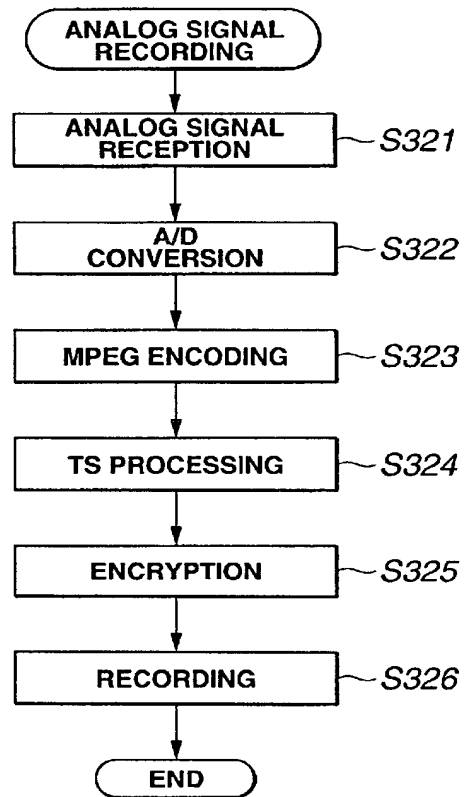 ANALOG SIGNAL
RECORDING
ANALOG SIGNAL
RECEPTION
S321
A/D
CONVERSION
S322
MPEG ENCODING
S323
TS PROCESSING
S324
ENCRYPTION
S325
RECORDING
S326
END